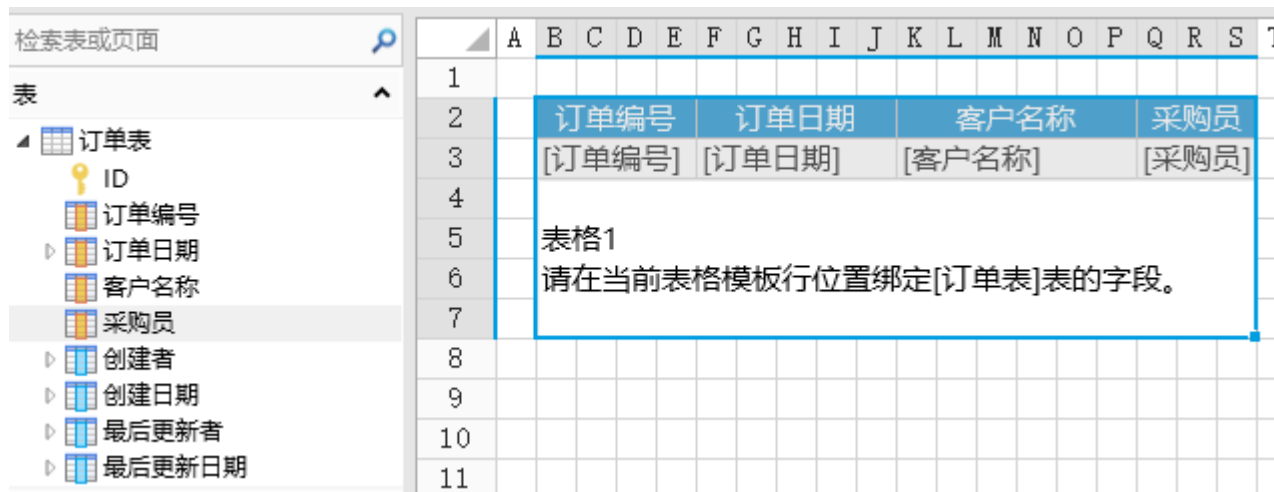 检索表或页面
表
订单表
ID
订单编号
订单日期
客户名称
采购员
创建者
创建日期
最后更新者
最后更新日期
A B C D E F G H I J K L M N O P Q R S T
1
2 订单编号 订单日期 客户名称 采购员
3 [订单编号] [订单日期] [客户名称] [采购员]
4
5 表格1
6 请在当前表格模板行位置绑定[订单表]表的字段。
7
8
9
10
11